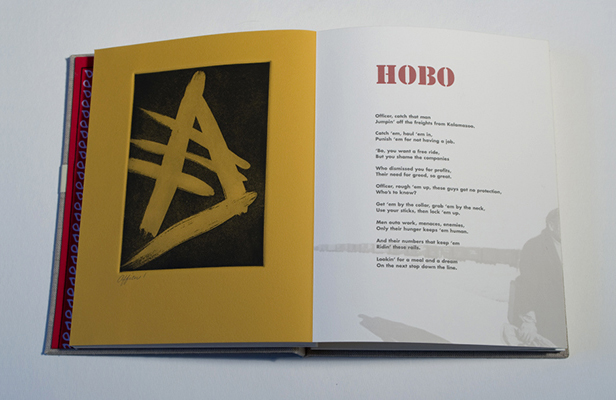 HOBO
Officer, catch that man
Jumpin' off the freights from Kalamazoo.
Catch 'em, haul 'em in,
Punish 'em for not having a job.
'Bo, you want a free ride,
But you shame the companies
Who dismissed you for profits,
Their need for greed, so great.
Officer, rough 'em up, these guys got no protection,
Who's to know?
Get 'em by the collar, grab 'em by the neck,
Use your sticks, then lock 'em up.
Men outa work, menaces, enemies,
Only their hunger keeps 'em human.
And their numbers that keep 'em
Ridin' these rails.
Lookin' for a meal and a dream
On the next stop down the line.